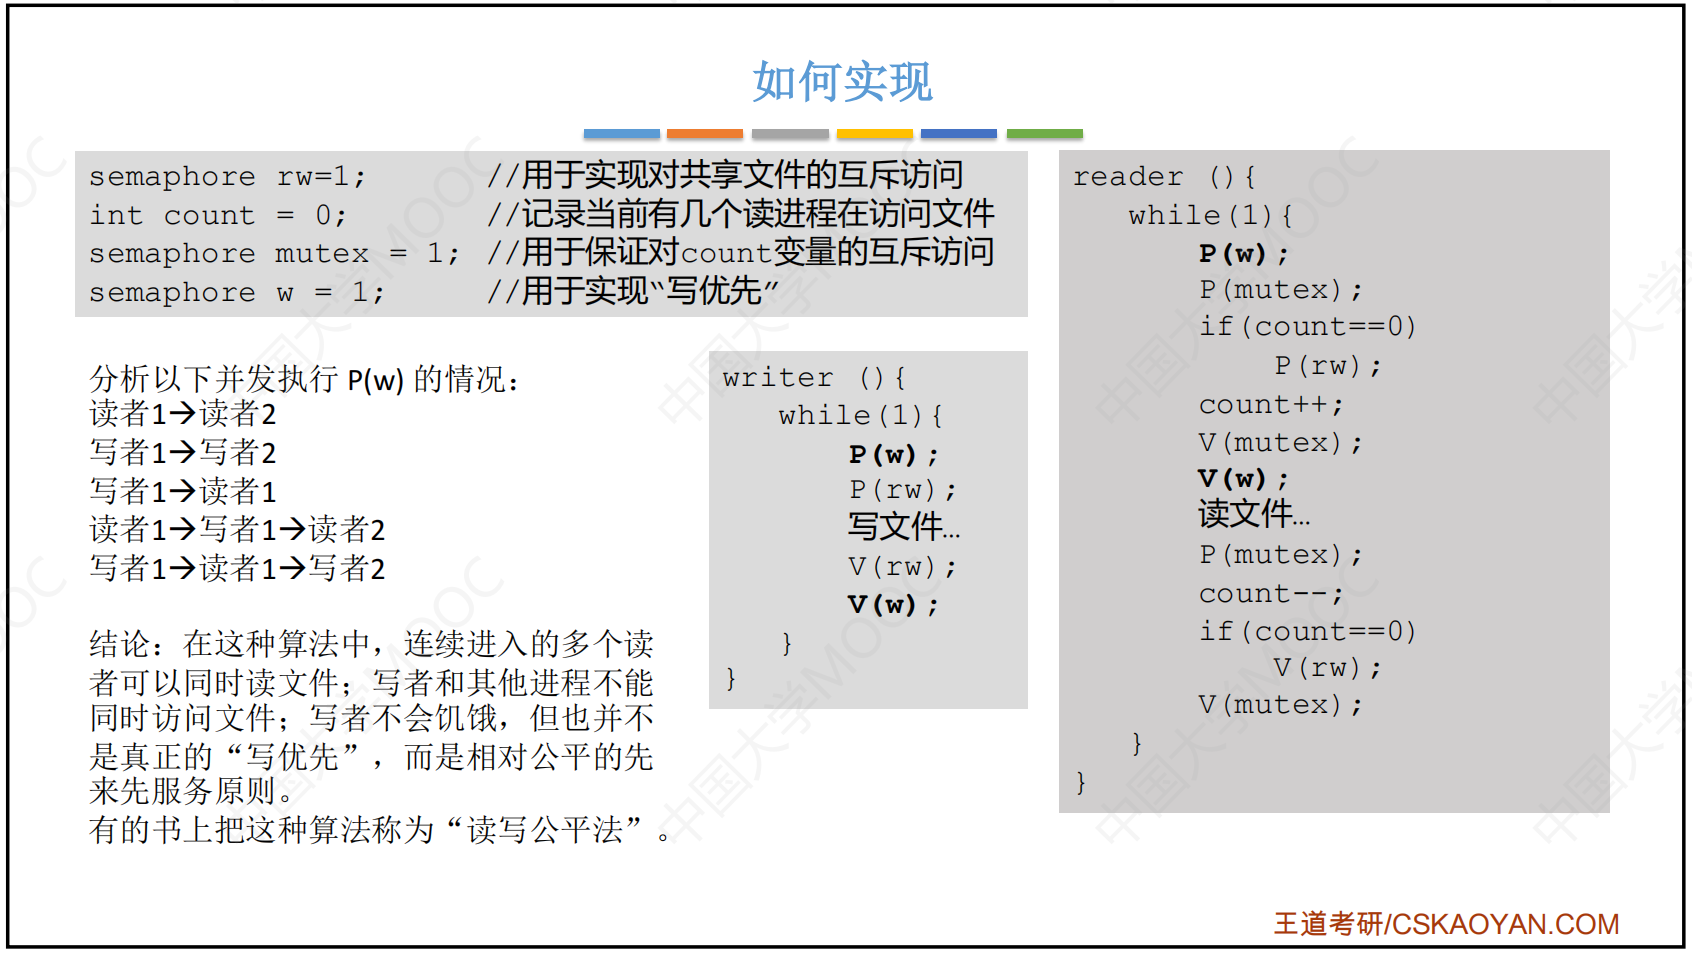 如何实现
semaphore rw=1; //用于实现对共享文件的互斥访问
int count = 0; //记录当前有几个读进程在访问文件
semaphore mutex = 1; //用于保证对count变量的互斥访问
semaphore w = 1; //用于实现“写优先”
分析以下并发执行 P(w) 的情况：
读者1→读者2
写者1→写者2
写者1→读者1
读者1→写者1→读者2
写者1→读者1→写者2
结论：在这种算法中，连续进入的多个读
者可以同时读文件；写者和其他进程不能
同时访问文件；写者不会饥饿，但也并不
是真正的“写优先”，而是相对公平的先
来先服务原则。
有的书上把这种算法称为“读写公平法”。
writer (){
while(1){
P(w);
P(rw);
写文件…
V(rw);
V(w);
}
}
reader (){
while(1){
P(w);
P(mutex);
if(count==0)
P(rw);
count++;
V(mutex);
V(w);
读文件…
P(mutex);
count--;
if(count==0)
V(rw);
V(mutex);
}
}
王道考研/CSKAOYAN.COM
中国大学MOOC